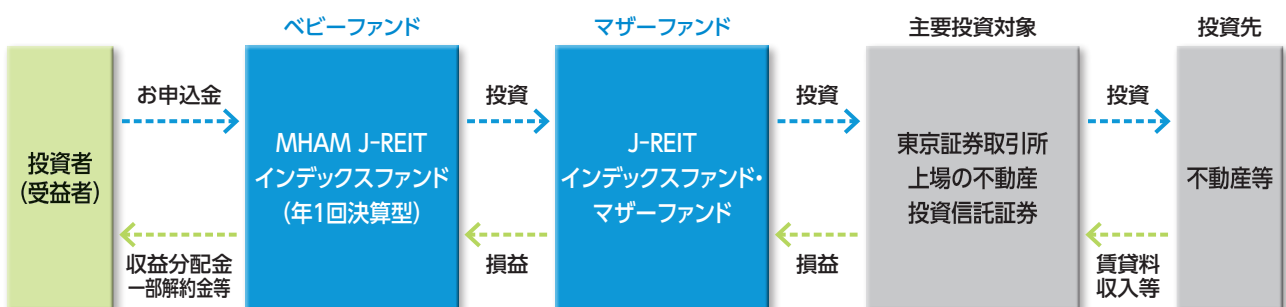 ベビーファンド
マザーファンド
主要投資対象
投資先
投資者
(受益者)
お申込金
収益分配金
一部解約金等
MHAM J-REIT
インデックスファンド
(年1回決算型)
投資
損益
J-REIT
インデックスファンド・
マザーファンド
投資
損益
東京証券取引所
上場の不動産
投資信託証券
投資
賃貸料
収入等
不動産等